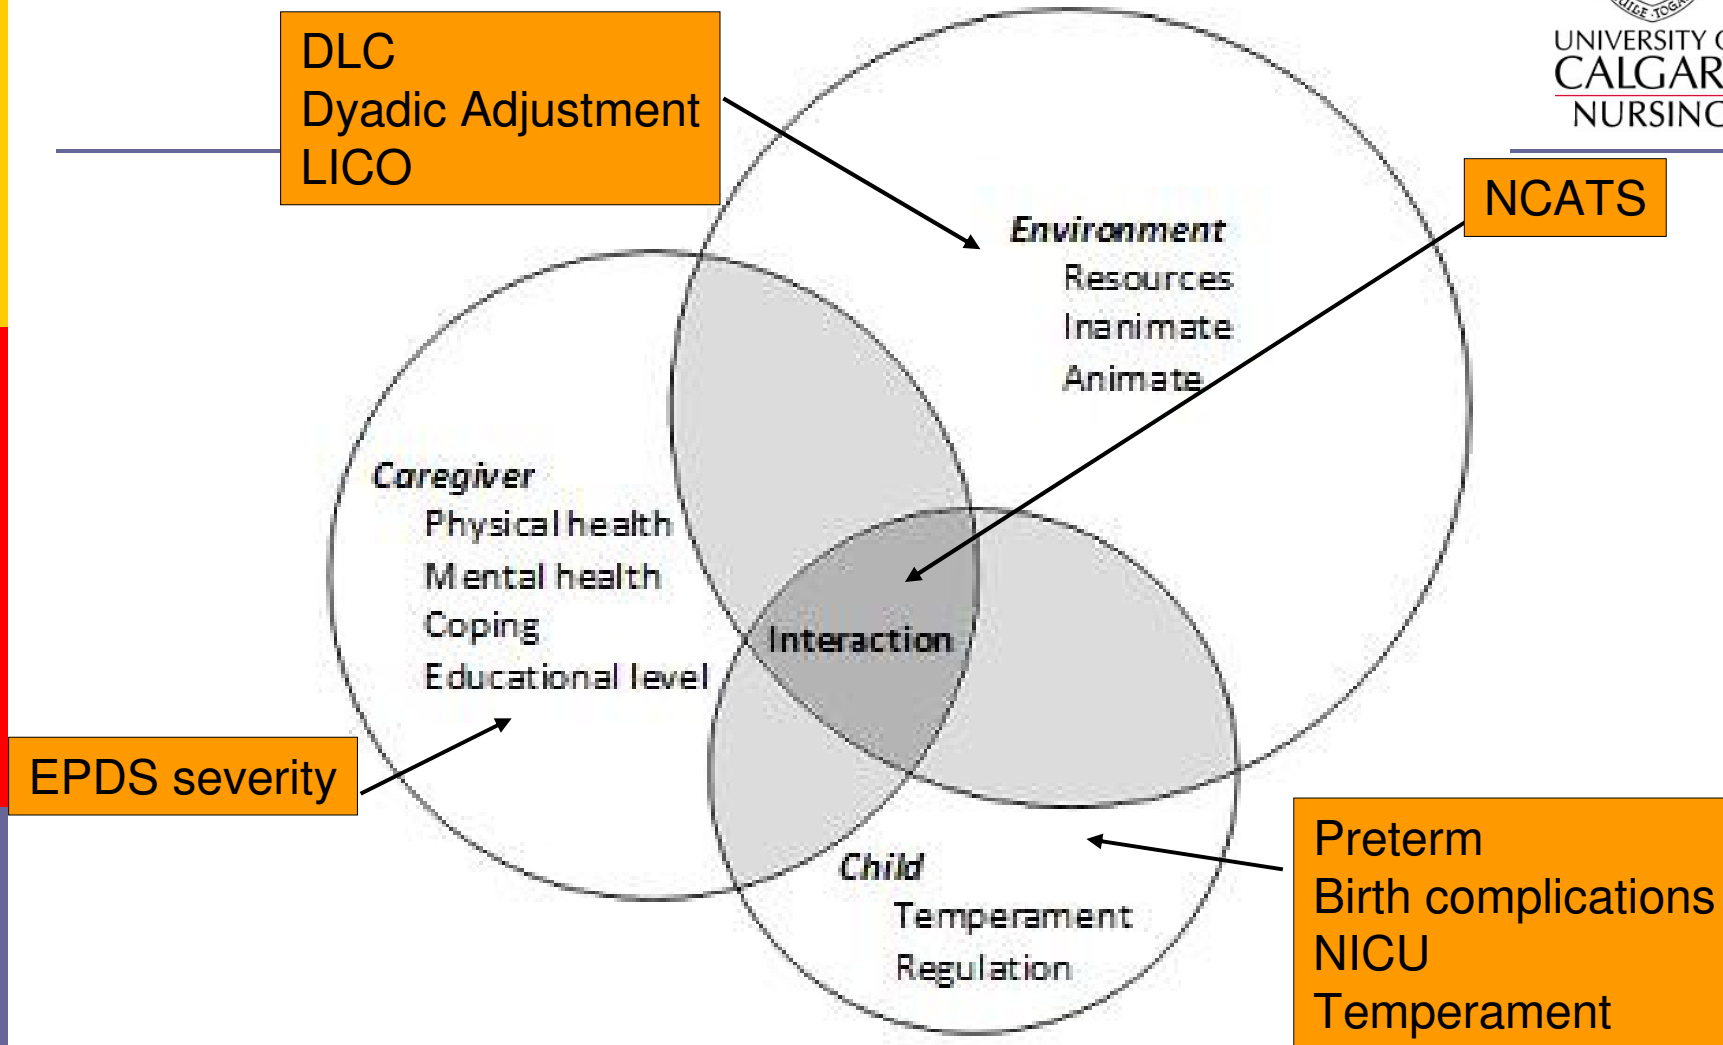 DLC
Dyadic Adjustment
LICO
UNIVERSITY
CALGAR
NURSING
NCATS
Environment
Resources
Inanimate
Animate
Caregiver
Physical health
Mental health
Coping
Educational level
Interaction
EPDS severity
Child
Temperament
Regulation
Preterm
Birth complications
NICU
Temperament